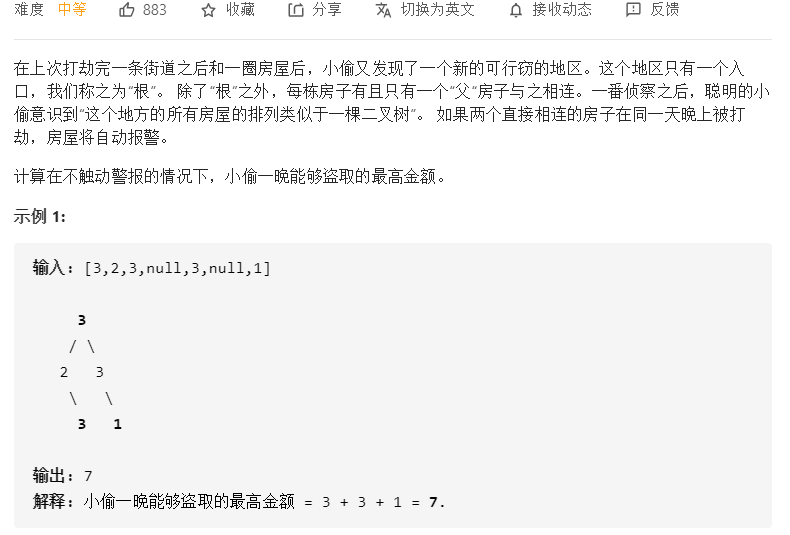 难度 中等 883 收藏 分享 切换为英文 接收动态 反馈
在上次打劫完一条街道之后和一圈房屋后，小偷又发现了一个新的可行窃的地区。这个地区只有一个入
口，我们称之为“根”。 除了“根”之外，每栋房子有且只有一个“父“房子与之相连。一番侦察之后，聪明的小
偷意识到“这个地方的所有房屋的排列类似于一棵二叉树”。 如果两个直接相连的房子在同一天晚上被打
劫，房屋将自动报警。
计算在不触动警报的情况下，小偷一晚能够盗取的最高金额。
示例 1:
输入: [3,2,3,null,3,null,1]
3
/ \
2 3
\ \
3 1
输出: 7
解释: 小偷一晚能够盗取的最高金额 = 3 + 3 + 1 = 7.